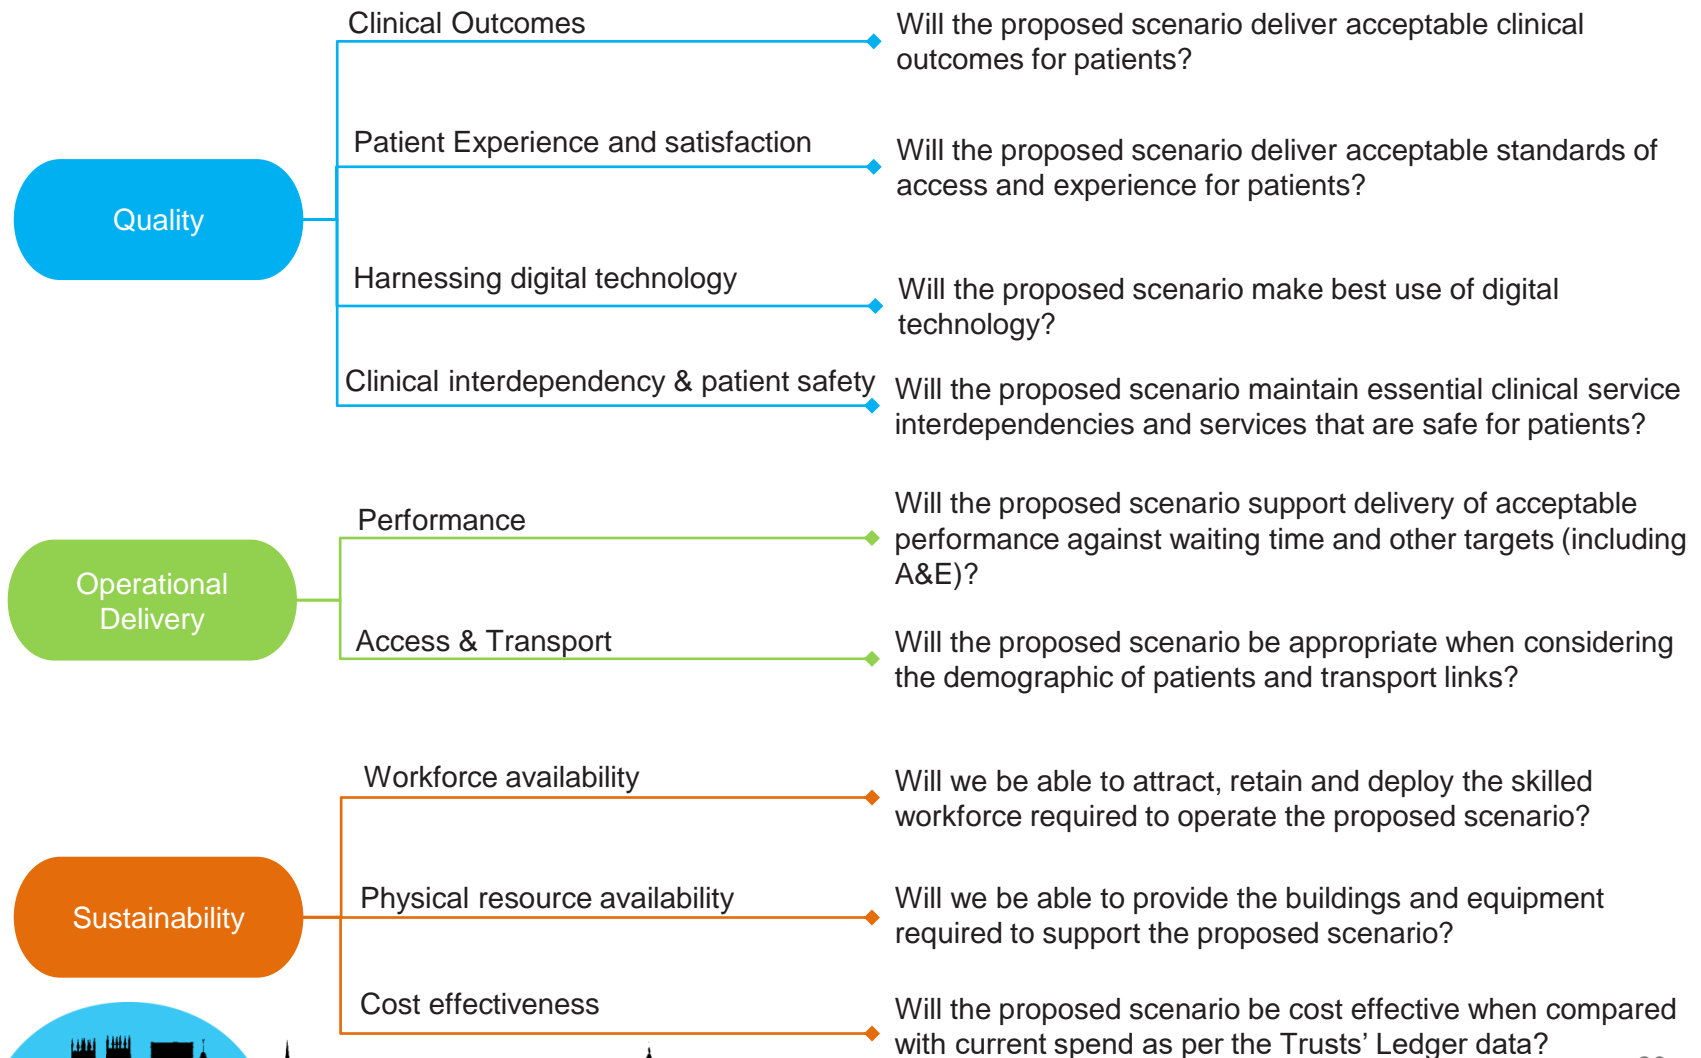 Clinical Outcomes
Will the proposed scenario deliver acceptable clinical
outcomes for patients?
Patient Experience and satisfaction
Will the proposed scenario deliver acceptable standards of
access and experience for patients?
Quality
Harnessing digital technology
Will the proposed scenario make best use of digital
technology?
Clinical interdependency & patient safety
Will the proposed scenario maintain essential clinical service
interdependencies and services that are safe for patients?
Performance
Will the proposed scenario support delivery of acceptable
performance against waiting time and other targets (including
A&E)?
Operational
Delivery
Access & Transport
Will the proposed scenario be appropriate when considering
the demographic of patients and transport links?
Workforce availability
Will we be able to attract, retain and deploy the skilled
workforce required to operate the proposed scenario?
Sustainability
Physical resource availability
Will we be able to provide the buildings and equipment
required to support the proposed scenario?
Cost effectiveness
Will the proposed scenario be cost effective when compared
with current spend as per the Trusts’ Ledger data?